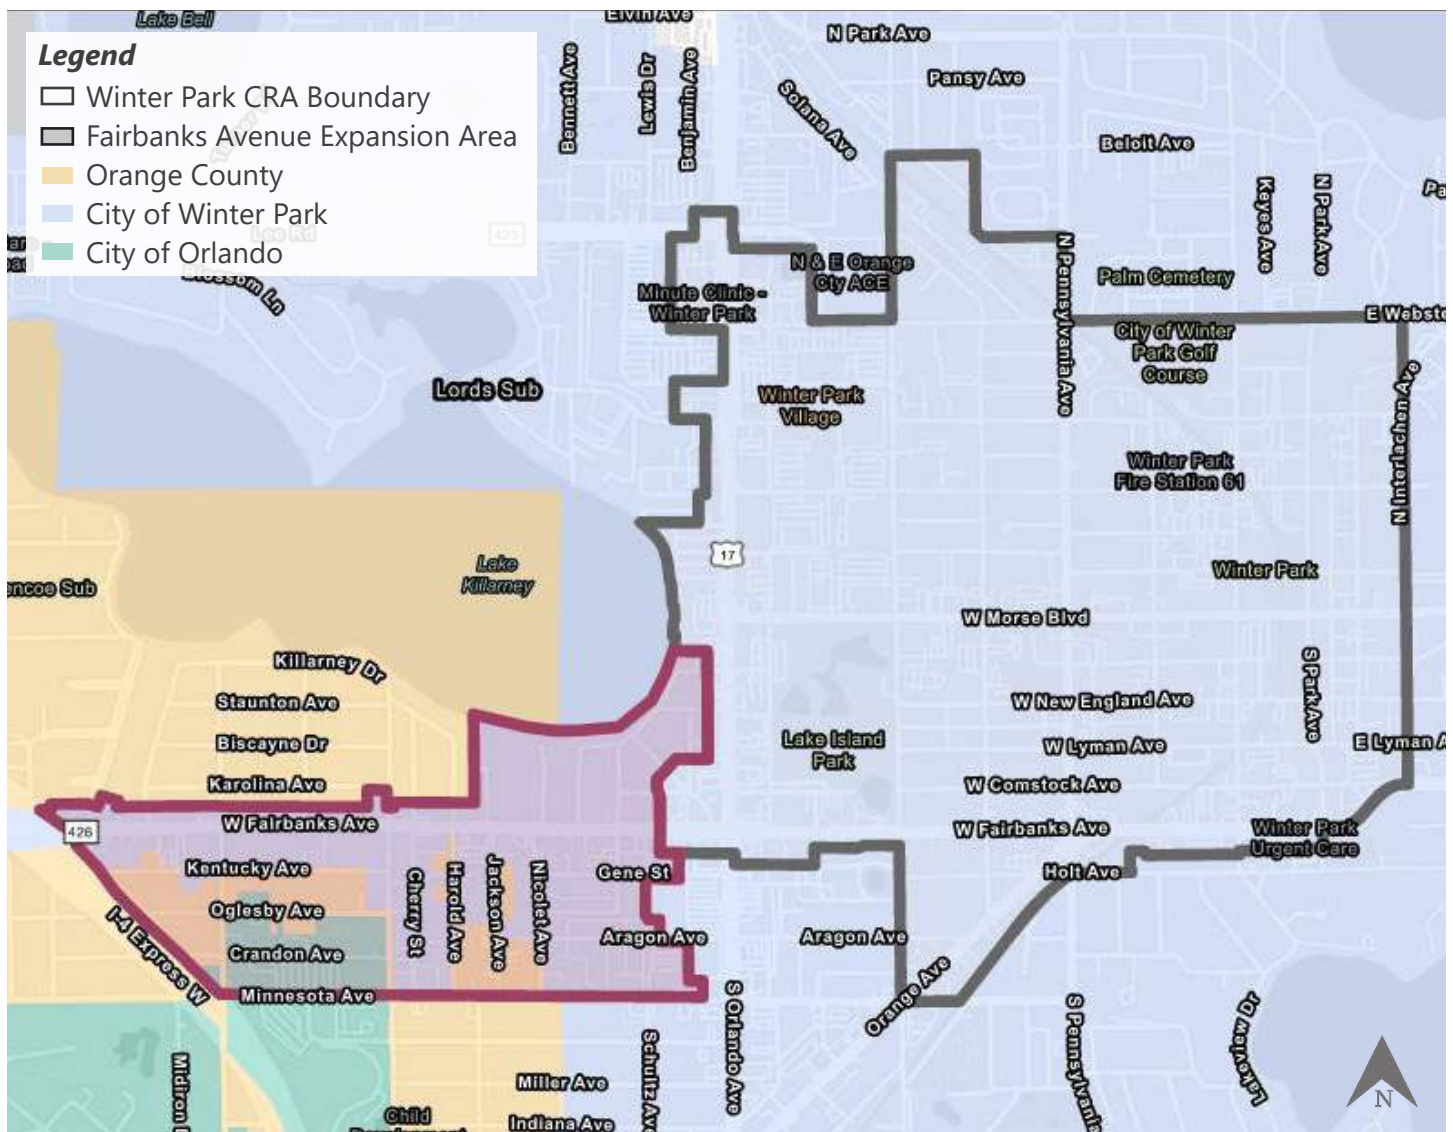 Lake Bell
Elvin Ave
N Park Ave
Legend
Winter Park CRA Boundary
Fairbanks Avenue Expansion Area
Orange County
City of Winter Park
City of Orlando
Bennett Ave
Lewis Dr
Benjamin Ave
Solana Ave
Pansy Ave
Beloit Ave
Keyes Ave
N Park Ave
Lee Rd
423
Blossom Ln
N & E Orange
Cty ACE
Minute Clinic -
Winter Park
N Pennsylvania Ave
Palm Cemetery
E Webste
City of Winter
Park Golf
Course
Lords Sub
Winter Park
Village
N Interlachen Ave
Winter Park
Fire Station 61
17
Lake
Killarney
encoe Sub
Winter Park
W Morse Blvd
Killarney Dr
Staunton Ave
Biscayne Dr
Karolina Ave
S Park Ave
W New England Ave
Lake Island
Park
W Lyman Ave
E Lyman A
W Comstock Ave
426
W Fairbanks Ave
W Fairbanks Ave
Winter Park
Urgent Care
Kentucky Ave
Cherry St
Harold Ave
Jackson Ave
Nicolet Ave
Gene St
Holt Ave
Oglesby Ave
I-4 Express W
Crandon Ave
Aragon Ave
Aragon Ave
Minnesota Ave
Orange Ave
S Orlando Ave
S Pennsylvania
Lakeview Dr
Midiron
Schultz Ave
Miller Ave
Indiana Ave
Child
Development
N